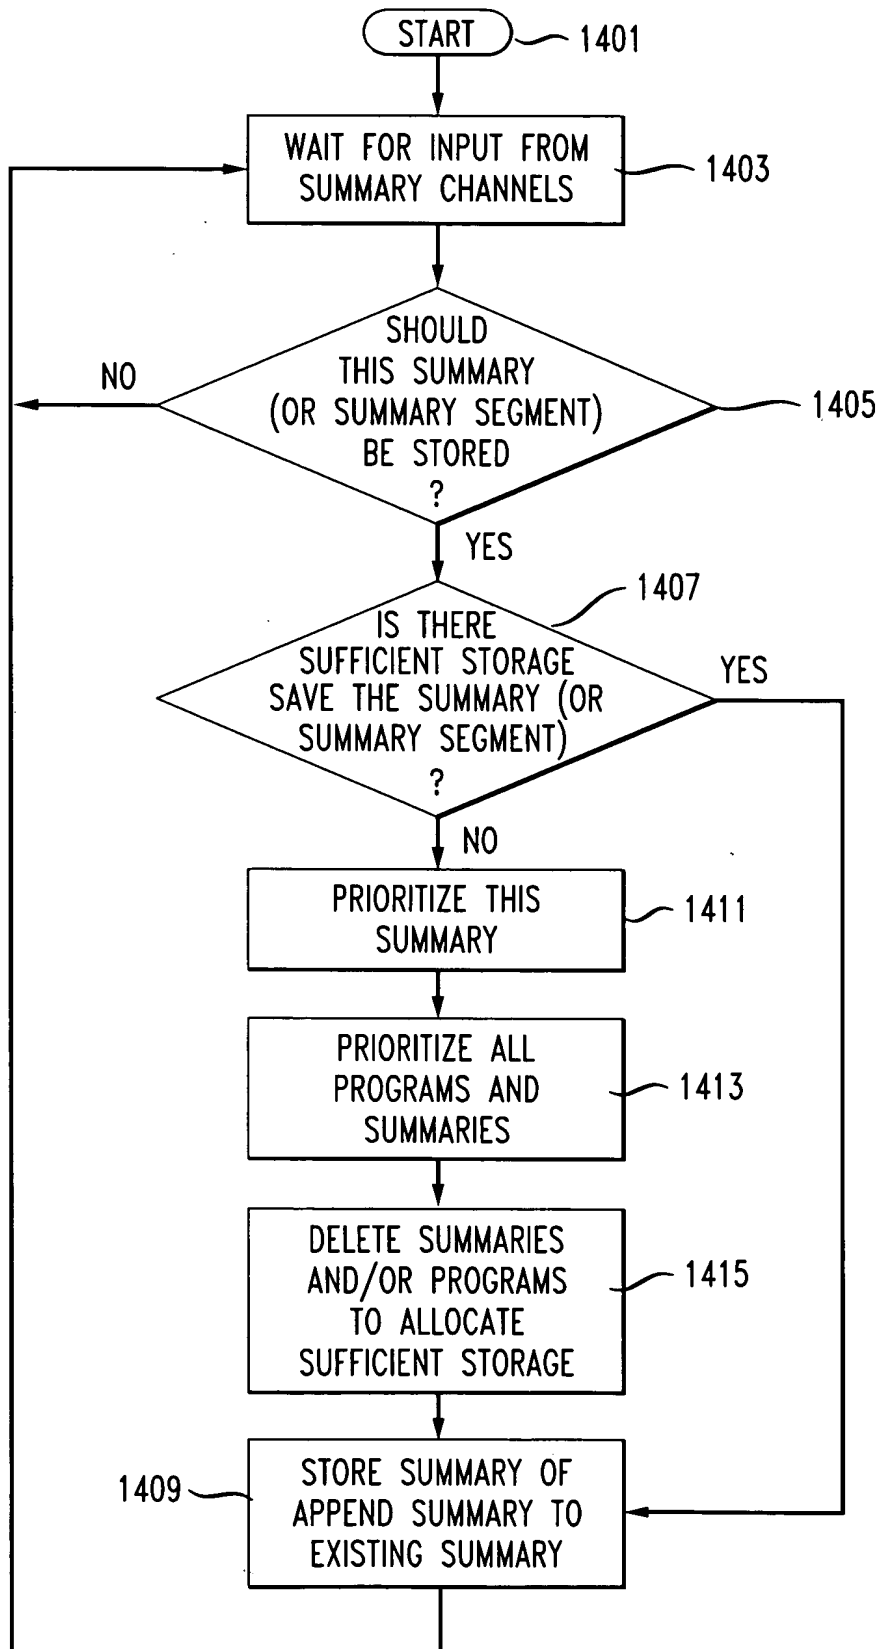 START
1401
WAIT FOR INPUT FROM
SUMMARY CHANNELS
1403
SHOULD
THIS SUMMARY
(OR SUMMARY SEGMENT)
BE STORED
?
1405
NO
YES
1407
IS THERE
SUFFICIENT STORAGE
SAVE THE SUMMARY (OR
SUMMARY SEGMENT)
?
YES
NO
PRIORITIZE THIS
SUMMARY
1411
PRIORITIZE ALL
PROGRAMS AND
SUMMARIES
1413
DELETE SUMMARIES
AND/OR PROGRAMS
TO ALLOCATE
SUFFICIENT STORAGE
1415
1409
STORE SUMMARY OF
APPEND SUMMARY TO
EXISTING SUMMARY